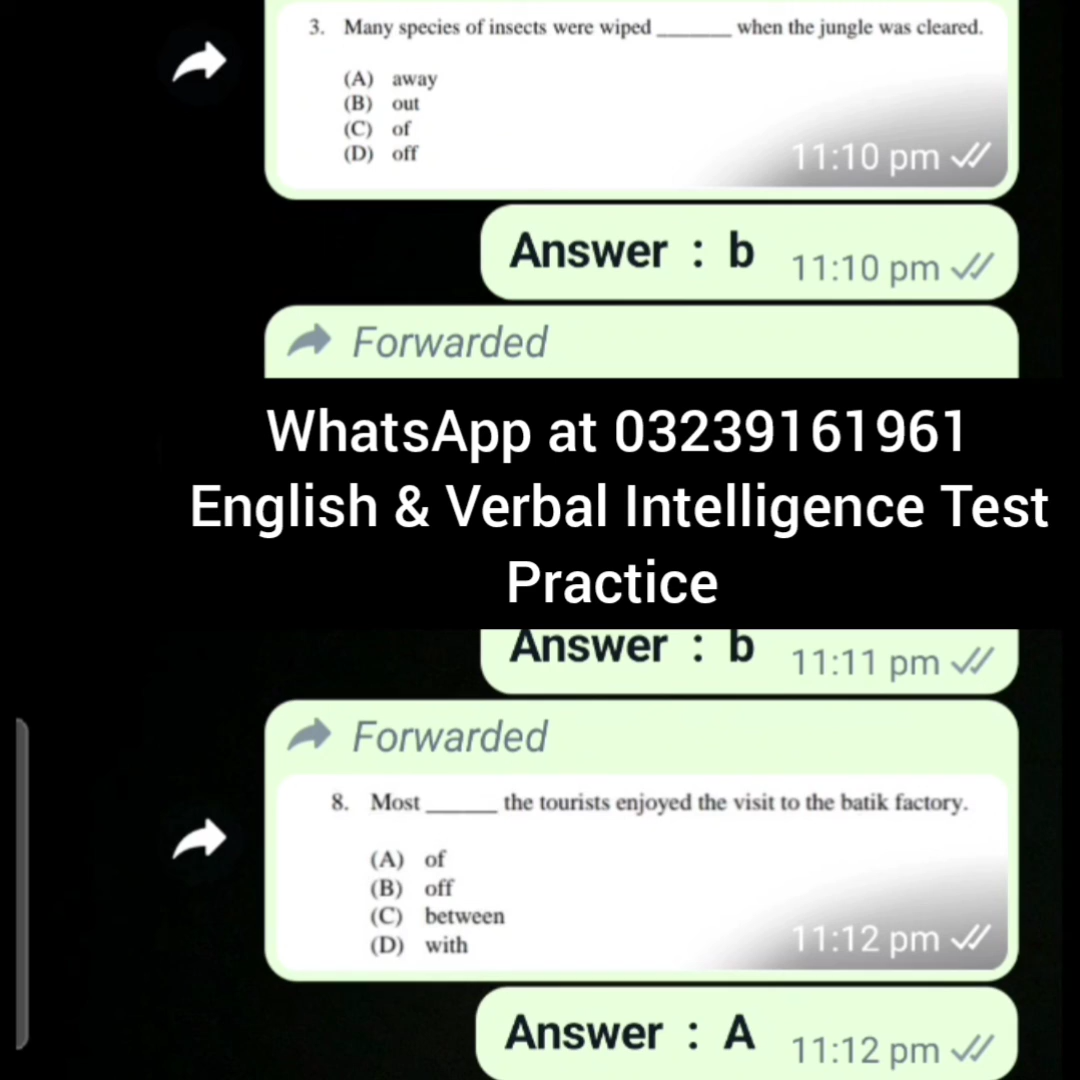 3. Many species of insects were wiped ______ when the jungle was cleared.
(A) away
(B) out
(C) of
(D) off
11:10 pm
Answer : b 11:10 pm
Forwarded
WhatsApp at 03239161961
English & Verbal Intelligence Test
Practice
Answer : b 11:11 pm
Forwarded
8. Most ______ the tourists enjoyed the visit to the batik factory.
(A) of
(B) off
(C) between
(D) with
11:12 pm
Answer : A 11:12 pm